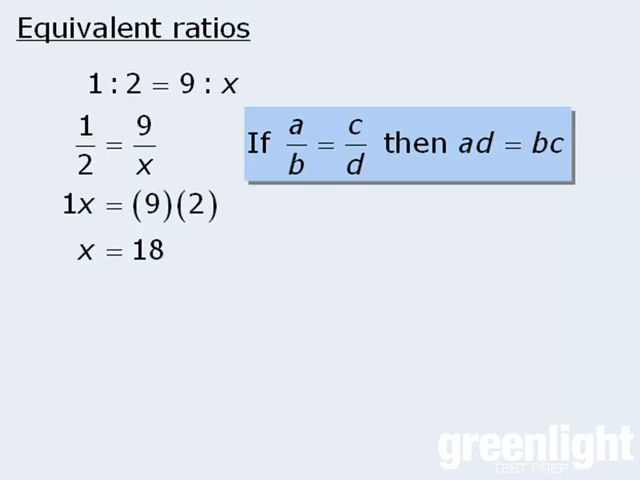 Equivalent ratios
1 : 2 = 9 : x
1/2 = 9/x
If a/b = c/d then ad = bc
1x = (9)(2)
x = 18
greenlight
TEST PREP